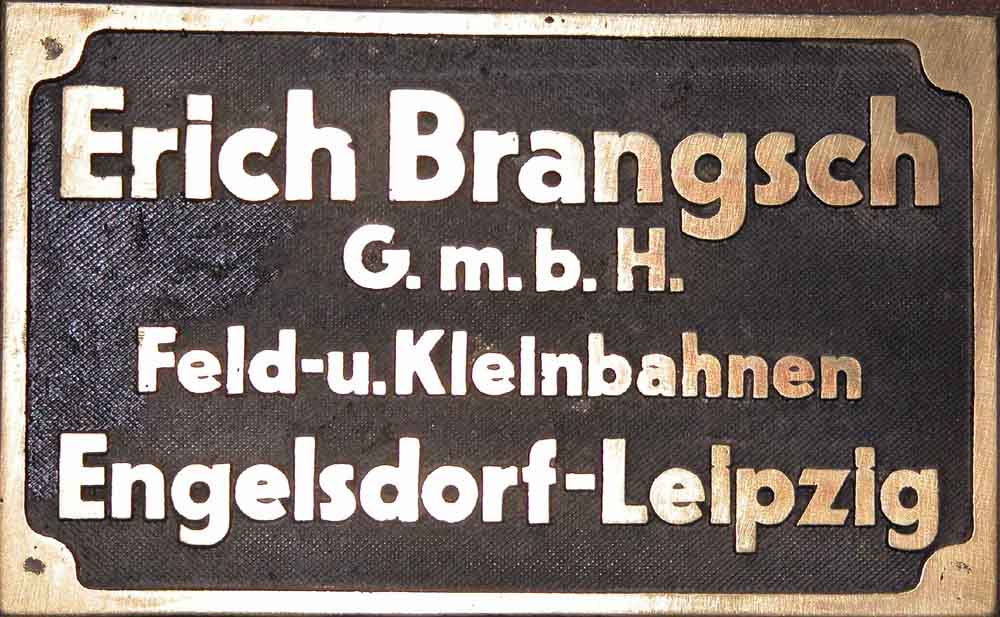 Erich Brangsch
G. m. b. H.
Feld- u. Kleinbahnen
Engelsdorf-Leipzig